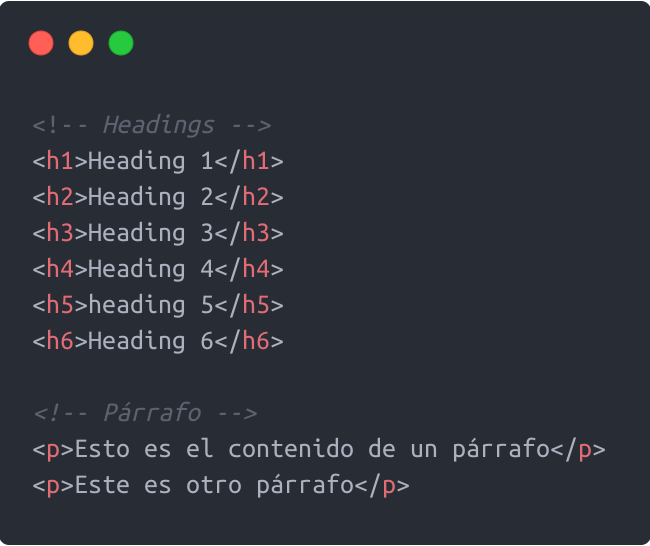 <!-- Headings -->
<h1>Heading 1</h1>
<h2>Heading 2</h2>
<h3>Heading 3</h3>
<h4>Heading 4</h4>
<h5>heading 5</h5>
<h6>Heading 6</h6>
<!-- Párrafo -->
<p>Esto es el contenido de un párrafo</p>
<p>Este es otro párrafo</p>